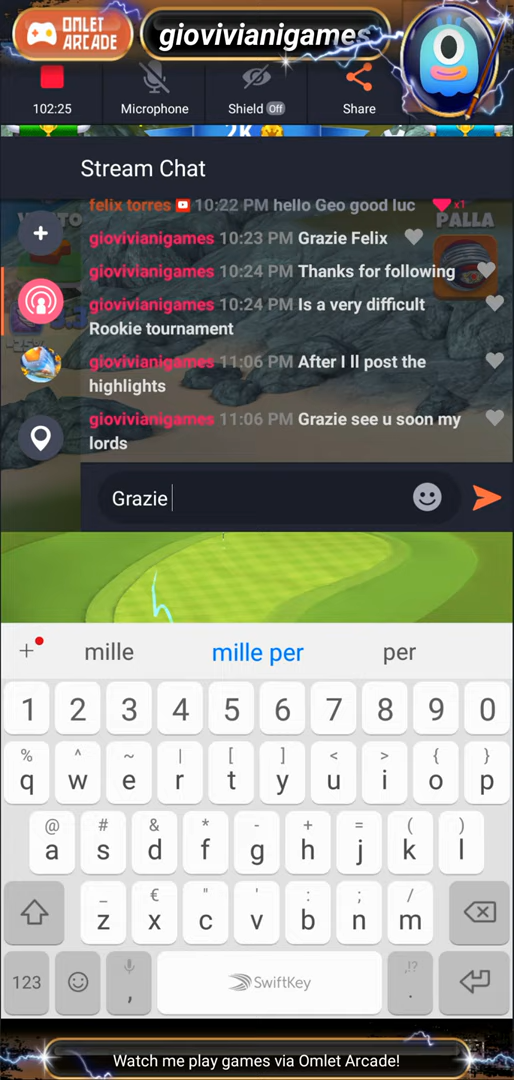 OMLET
ARCADE
giovivianigames
102:25
Microphone
Shield Off
Share
2K
Stream Chat
felix torres 10:22 PM hello Geo good luc x1
PALLA
giovivianigames 10:23 PM Grazie Felix
giovivianigames 10:24 PM Thanks for following
giovivianigames 10:24 PM Is a very difficult
Rookie tournament
giovivianigames 11:06 PM After I ll post the
highlights
giovivianigames 11:06 PM Grazie see u soon my
lords
Grazie
+ mille mille per per
1 2 3 4 5 6 7 8 9 0
% ^ ~ | [ ] < > { }
q w e r t y u i o p
@ # & * - + = ( )
a s d f g h j k l
_ € " ' : ; /
z x c v b n m
,!?
123 , SwiftKey .
Watch me play games via Omlet Arcade!